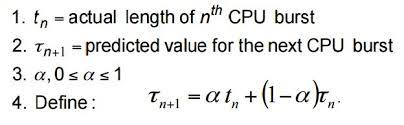 1. tₙ = actual length of nᵗʰ CPU burst
2. τₙ₊₁ = predicted value for the next CPU burst
3. α, 0 ≤ α ≤ 1
4. Define : τₙ₊₁ = α tₙ + (1 − α)τₙ.